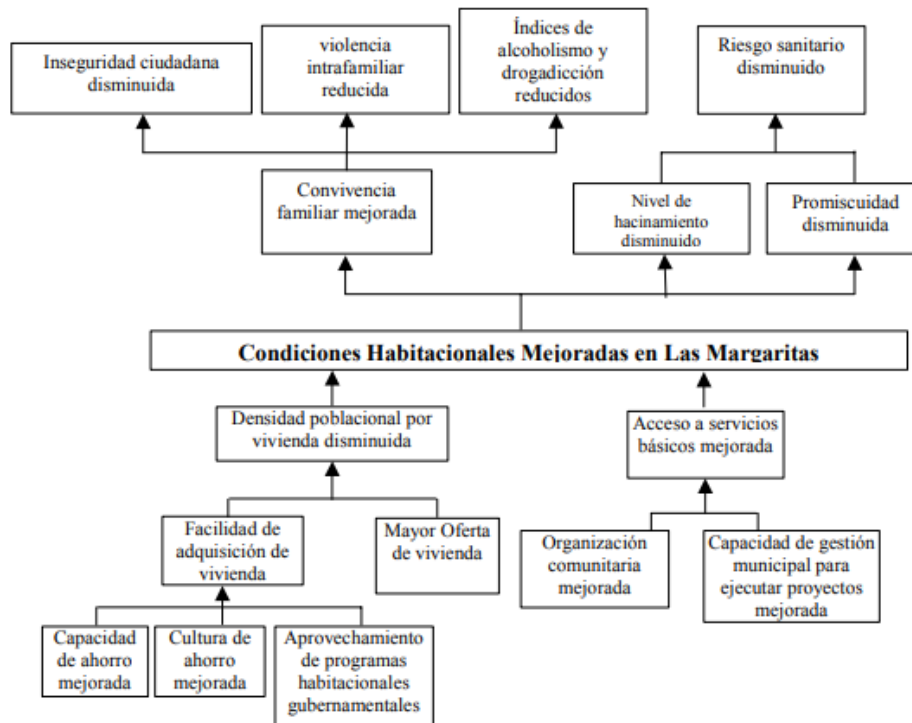 Inseguridad ciudadana
disminuida
violencia
intrafamiliar
reducida
Índices de
alcoholismo y
drogadicción
reducidos
Riesgo sanitario
disminuido
Convivencia
familiar mejorada
Nivel de
hacinamiento
disminuido
Promiscuidad
disminuida
Condiciones Habitacionales Mejoradas en Las Margaritas
Densidad poblacional por
vivienda disminuida
Acceso a servicios
básicos mejorada
Facilidad de
adquisición de
vivienda
Mayor Oferta
de vivienda
Organización
comunitaria
mejorada
Capacidad de gestión
municipal para
ejecutar proyectos
mejorada
Capacidad
de ahorro
mejorada
Cultura de
ahorro
mejorada
Aprovechamiento
de programas
habitacionales
gubernamentales